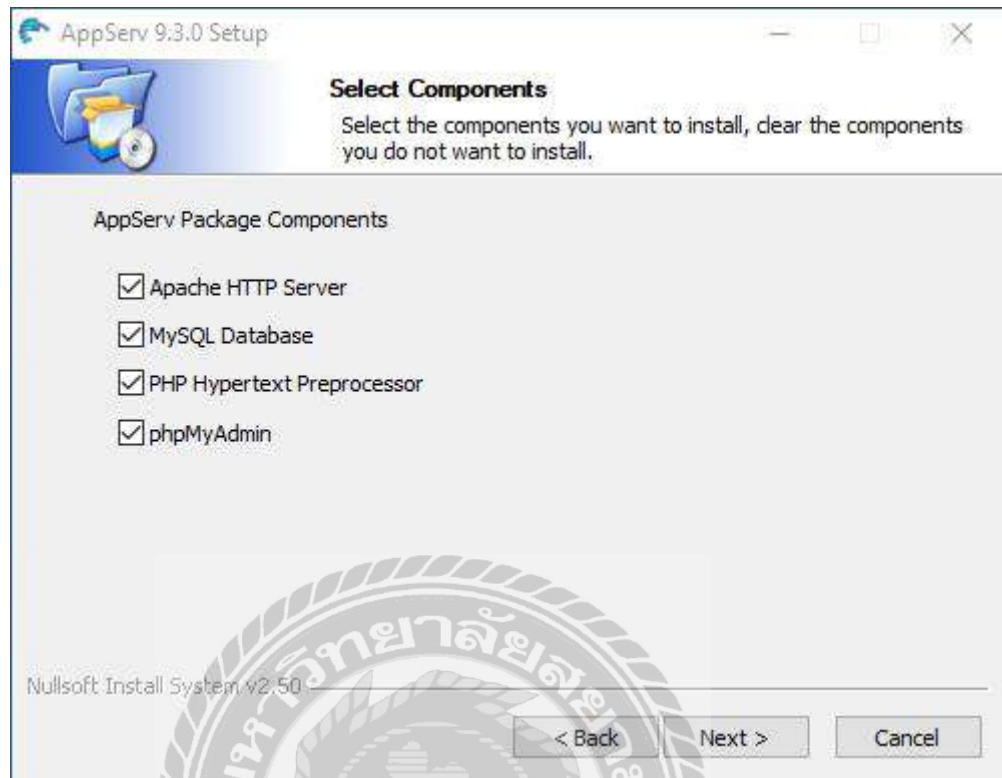 AppServ 9.3.0 Setup
Select Components
Select the components you want to install, clear the components
you do not want to install.
AppServ Package Components
Apache HTTP Server
MySQL Database
PHP Hypertext Preprocessor
phpMyAdmin
Nullsoft Install System v2.50
< Back
Next >
Cancel